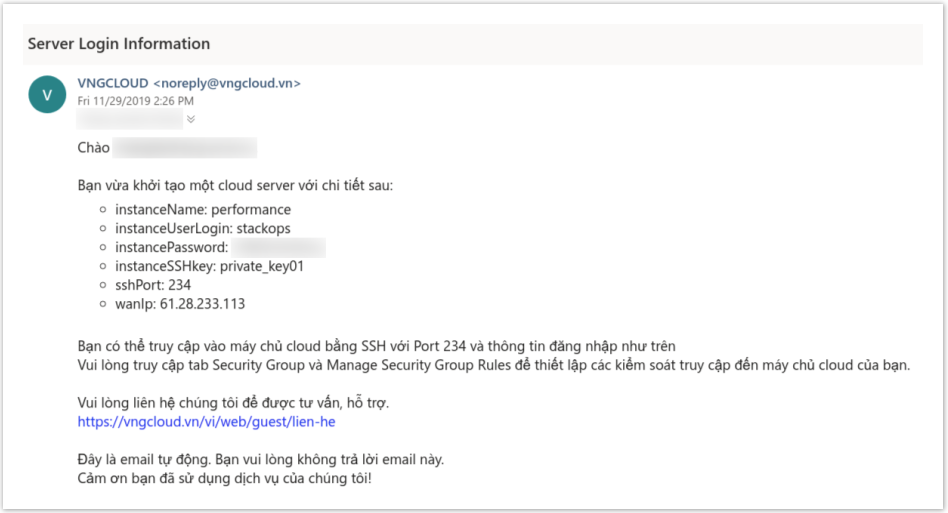 Server Login Information
V
VNGCLOUD <noreply@vngcloud.vn>
Fri 11/29/2019 2:26 PM
Chào
Bạn vừa khởi tạo một cloud server với chi tiết sau:
instanceName: performance
instanceUserLogin: stackops
instancePassword:
instanceSSHkey: private_key01
sshPort: 234
wanIp: 61.28.233.113
Bạn có thể truy cập vào máy chủ cloud bằng SSH với Port 234 và thông tin đăng nhập như trên
Vui lòng truy cập tab Security Group và Manage Security Group Rules để thiết lập các kiểm soát truy cập đến máy chủ cloud của bạn.
Vui lòng liên hệ chúng tôi để được tư vấn, hỗ trợ.
https://vngcloud.vn/vi/web/guest/lien-he
Đây là email tự động. Bạn vui lòng không trả lời email này.
Cảm ơn bạn đã sử dụng dịch vụ của chúng tôi!